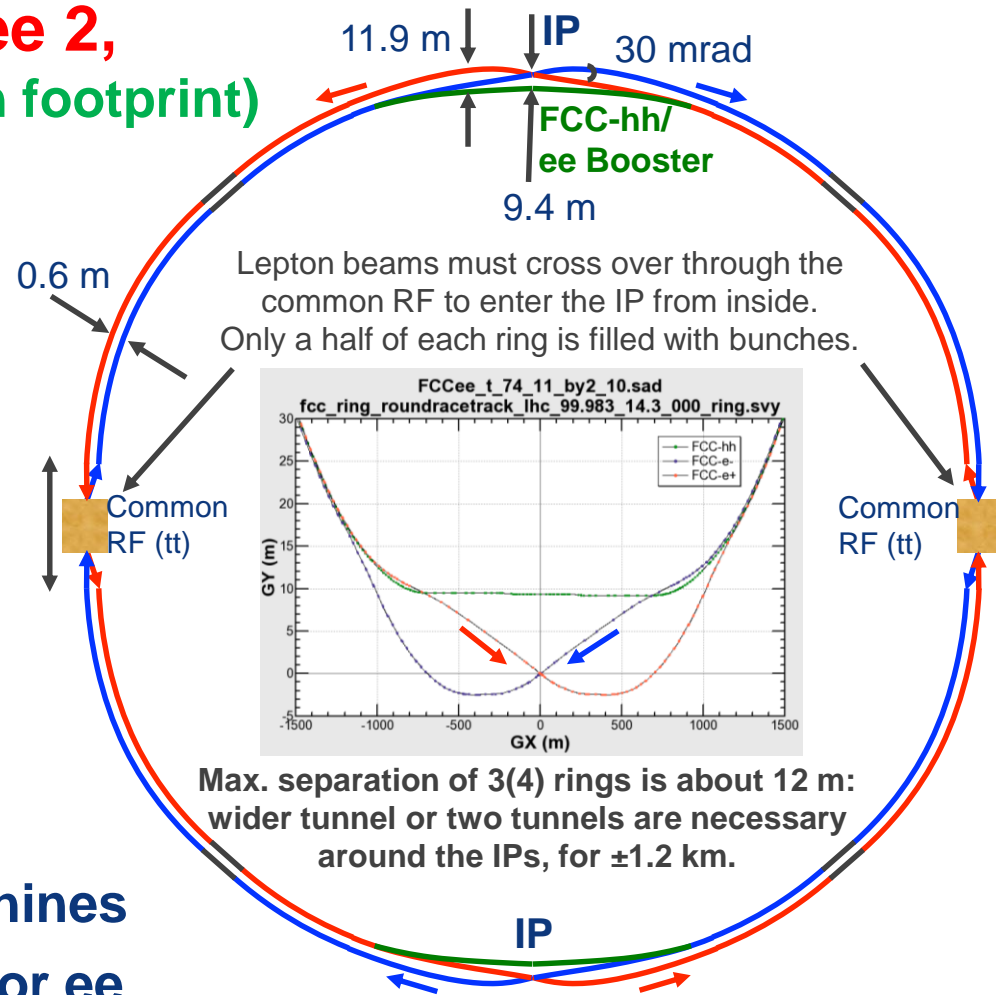 ee 2,
footprint)
11.9 m
IP
30 mrad
FCC-hh/
ee Booster
9.4 m
0.6 m
Lepton beams must cross over through the
common RF to enter the IP from inside.
Only a half of each ring is filled with bunches.
FCCee_t_74_11_by2_10.sad
fcc_ring_roundracetrack_lhc_99.983_14.3_000_ring.svy
30
25
20
15
10
5
0
-5
GY (m)
FCC-hh
FCC-e-
FCC-e+
-1500 -1000 -500 0 500 1000 1500
GX (m)
Common
RF (tt)
Common
RF (tt)
Max. separation of 3(4) rings is about 12 m:
wider tunnel or two tunnels are necessary
around the IPs, for ±1.2 km.
hines
IP
or ee